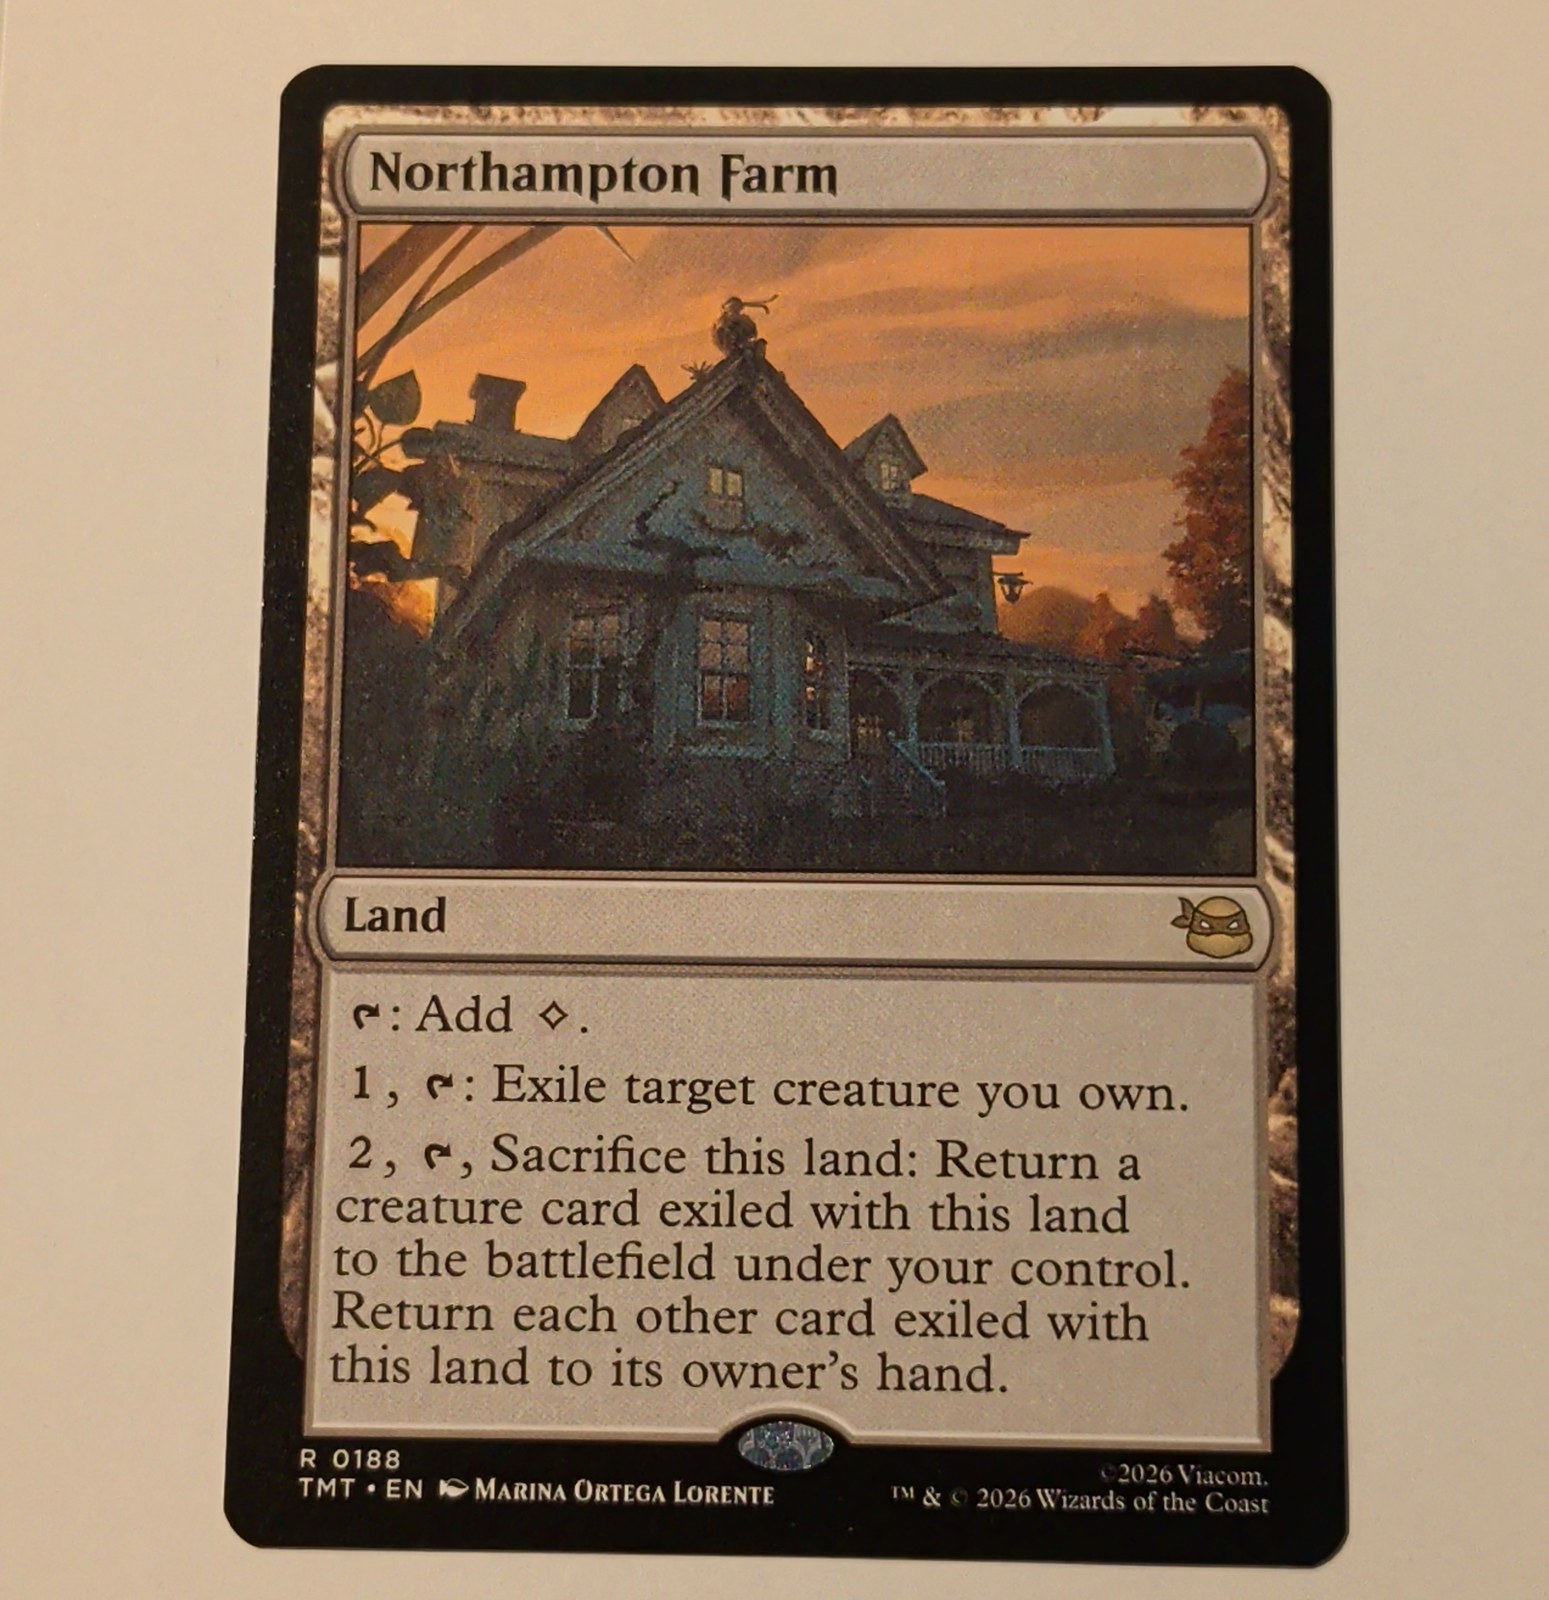 Northampton Farm
Land
: Add .
1, : Exile target creature you own.
2, , Sacrifice this land: Return a
creature card exiled with this land
to the battlefield under your control.
Return each other card exiled with
this land to its owner’s hand.
R 0188
TMT • EN Marina Ortega Lorente
©2026 Viacom.
™ & © 2026 Wizards of the Coast